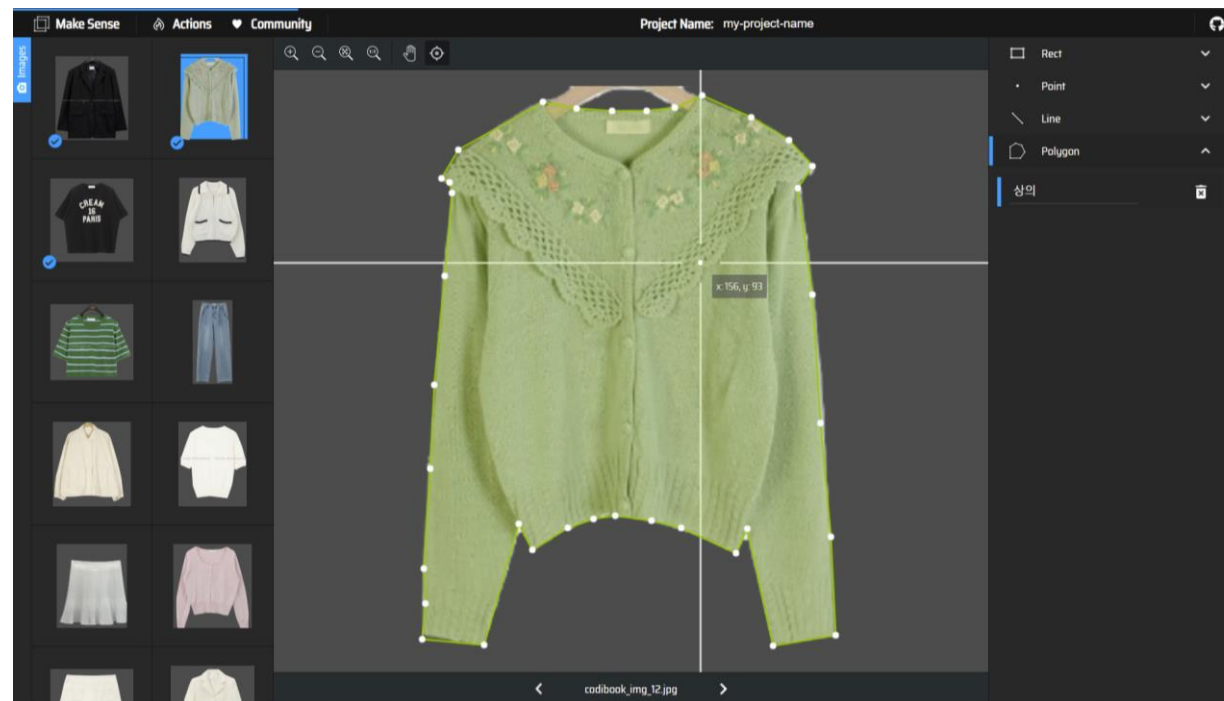 Make Sense
Actions
Community
Project Name: my-project-name
Images
CREAM
16
PARIS
x: 156, y: 93
Rect
Point
Line
Polygon
상의
codibook_img_12.jpg